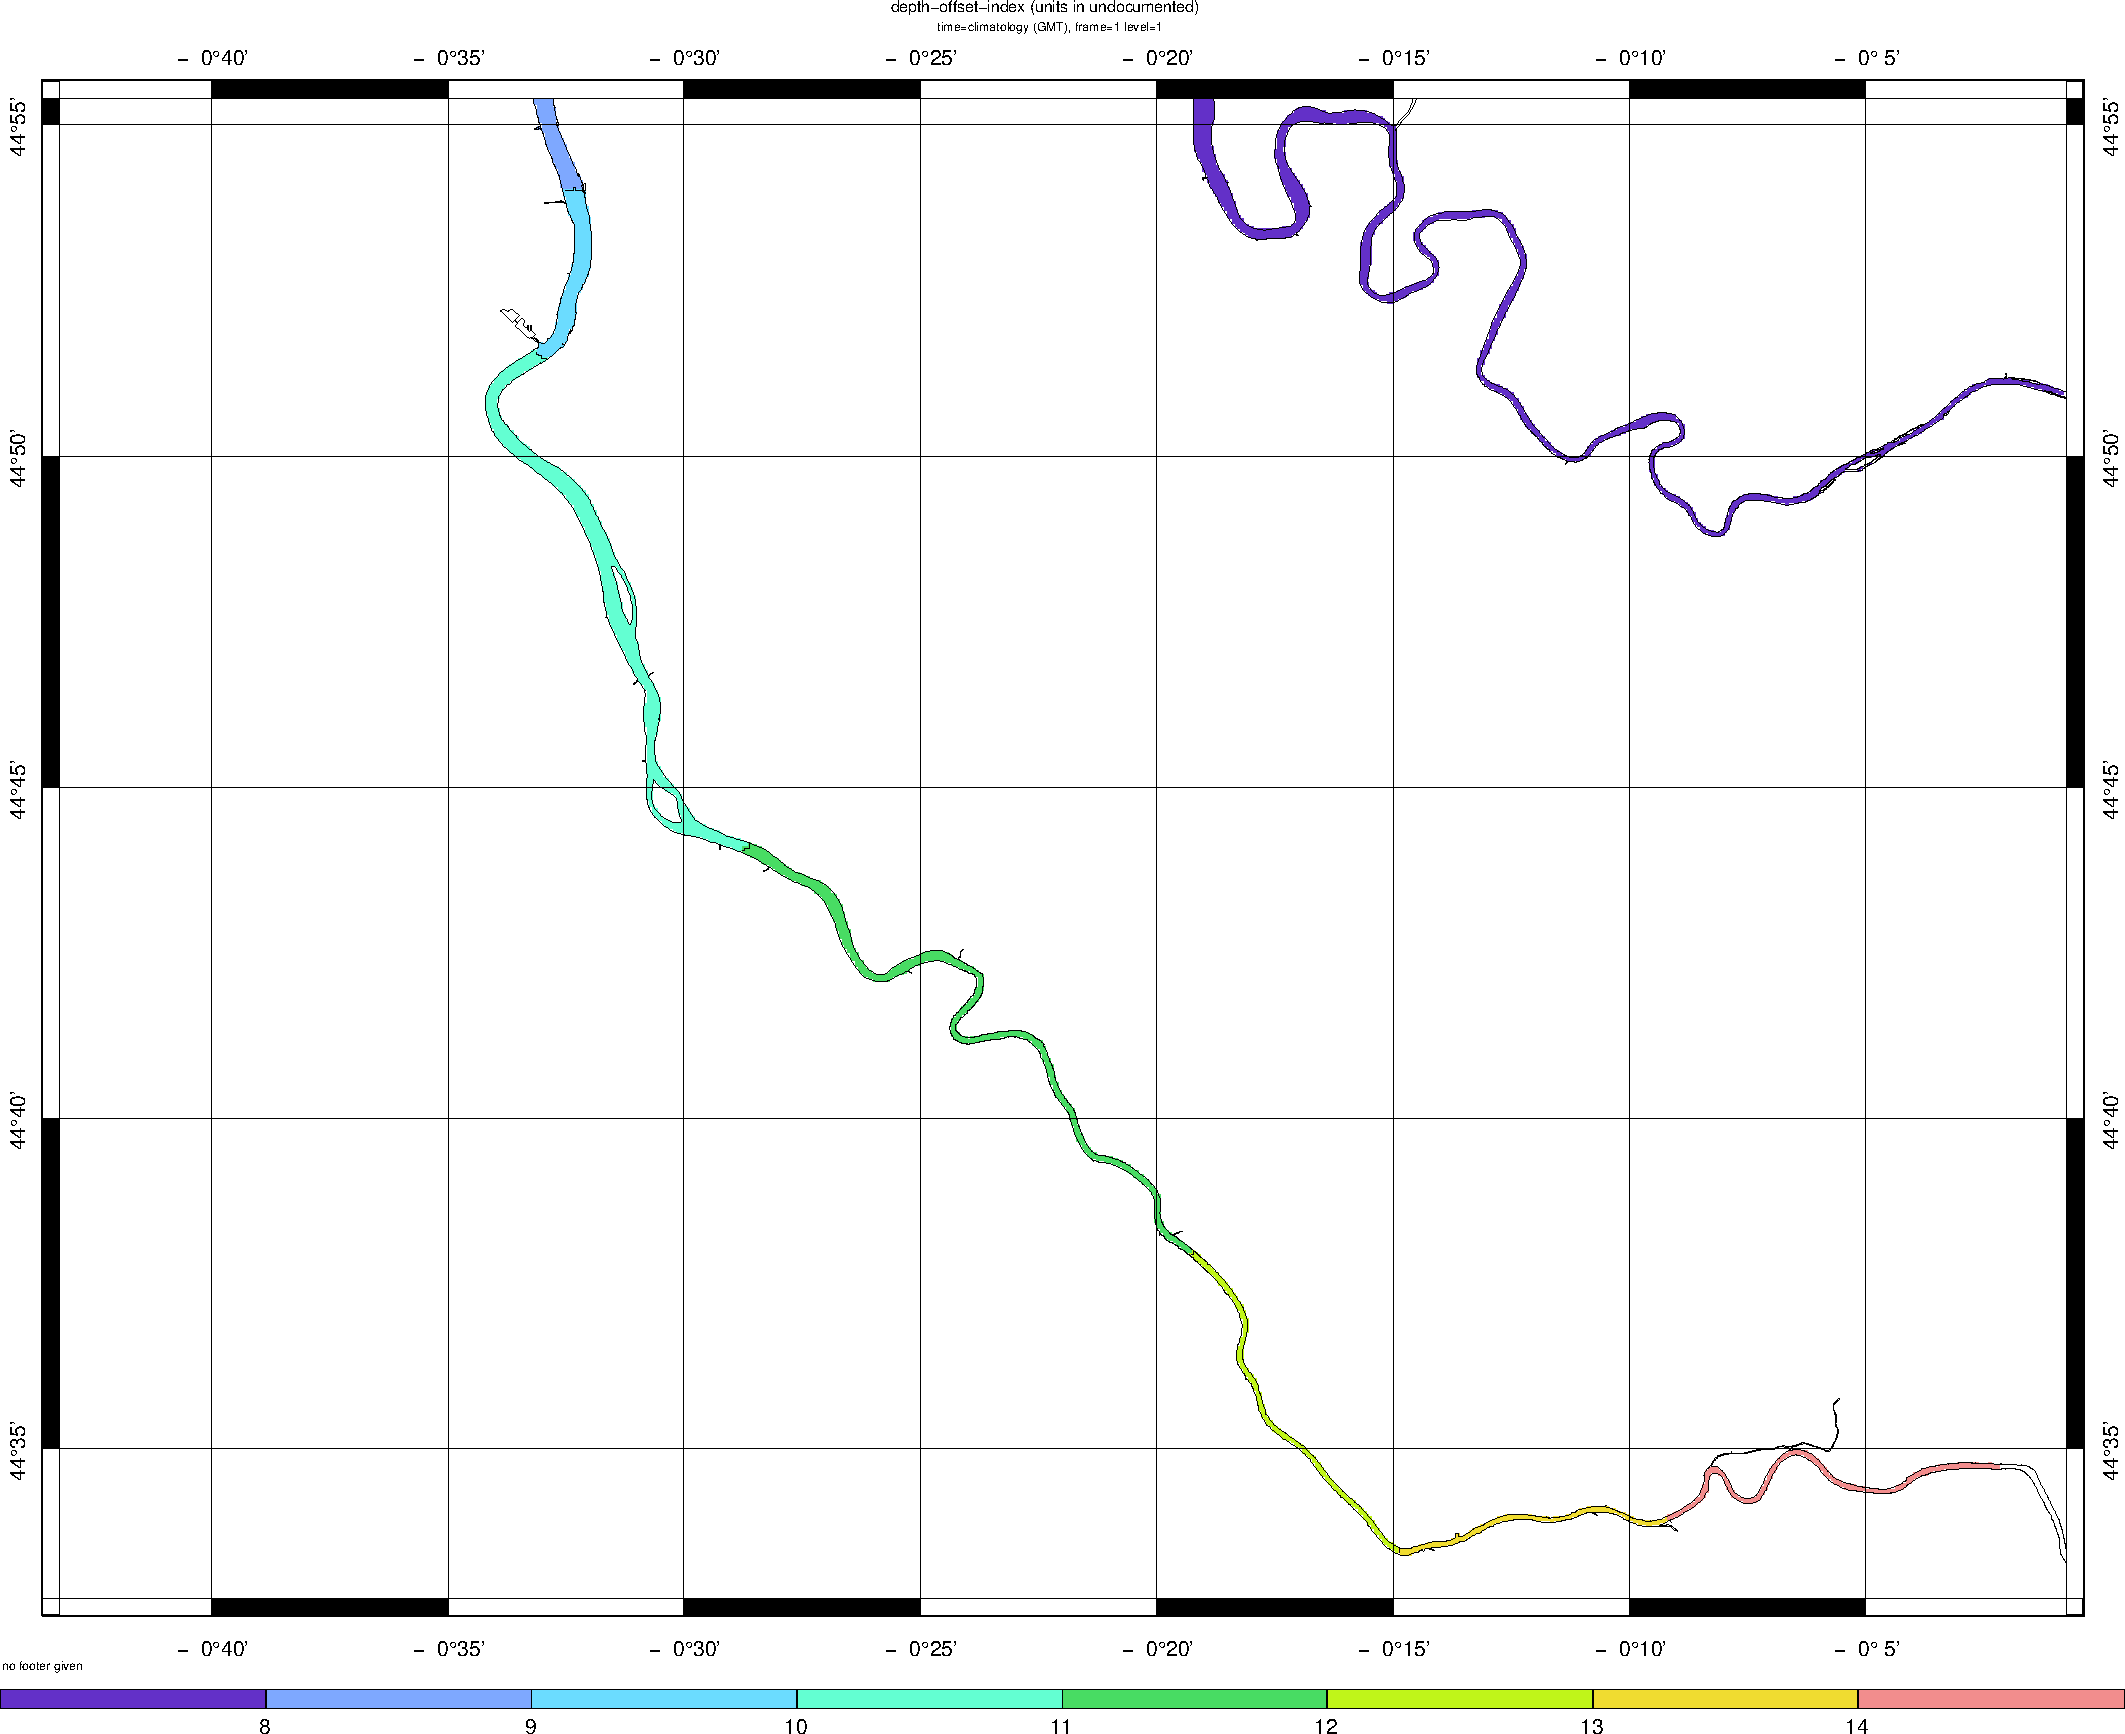 depth-offset-index (units in undocumented)
time=climatology (GMT), frame=1 level=1
- 0°40' - 0°35' - 0°30' - 0°25' - 0°20' - 0°15' - 0°10' - 0° 5'
44°55' 44°55'
44°50' 44°50'
44°45' 44°45'
44°40' 44°40'
44°35' 44°35'
- 0°40' - 0°35' - 0°30' - 0°25' - 0°20' - 0°15' - 0°10' - 0° 5'
no footer given
8 9 10 11 12 13 14